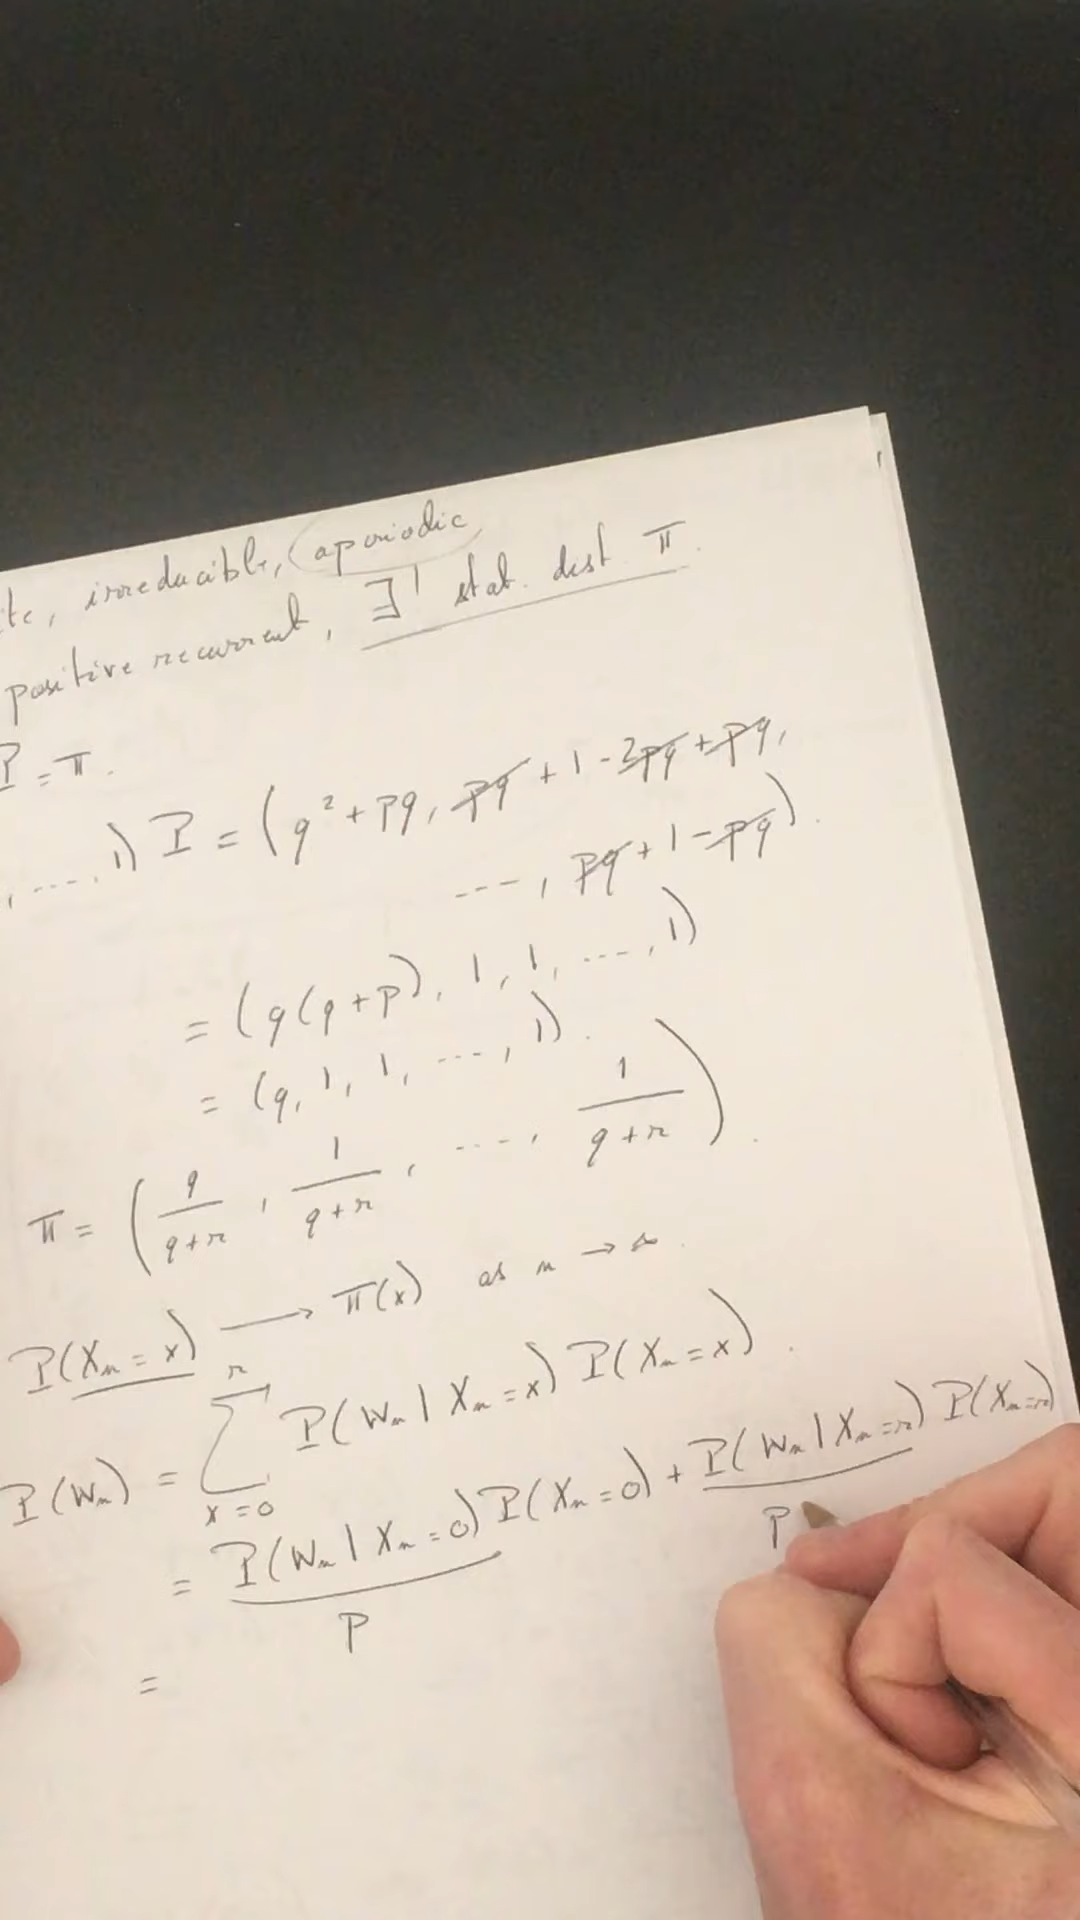 irreducible, aperiodic
positive recurrent, ∃! stat. dist. π.
P = π.
, ...., 1) P = (q² + pq, pq + 1 - 2pq + pq,
---, pq + 1 - pq).
= (q(q+p), 1, 1, ..., 1)
= (q, 1, 1, ..., 1).
π = (q/(q+r), 1/(q+r), ..., 1/(q+r)).
P(Xₙ = x) → π(x) as n → ∞.
P(Wₙ) = ∑_{x=0}^{r} P(Wₙ | Xₙ = x) P(Xₙ = x).
= P(Wₙ | Xₙ = 0) P(Xₙ = 0) + P(Wₙ | Xₙ = r) P(Xₙ = r)
P P
=